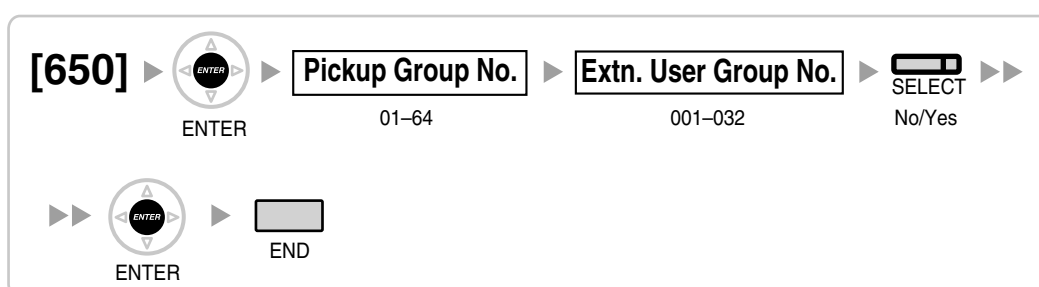 [650] ENTER Pickup Group No. Extn. User Group No. SELECT
ENTER 01–64 001–032 No/Yes
ENTER END
ENTER